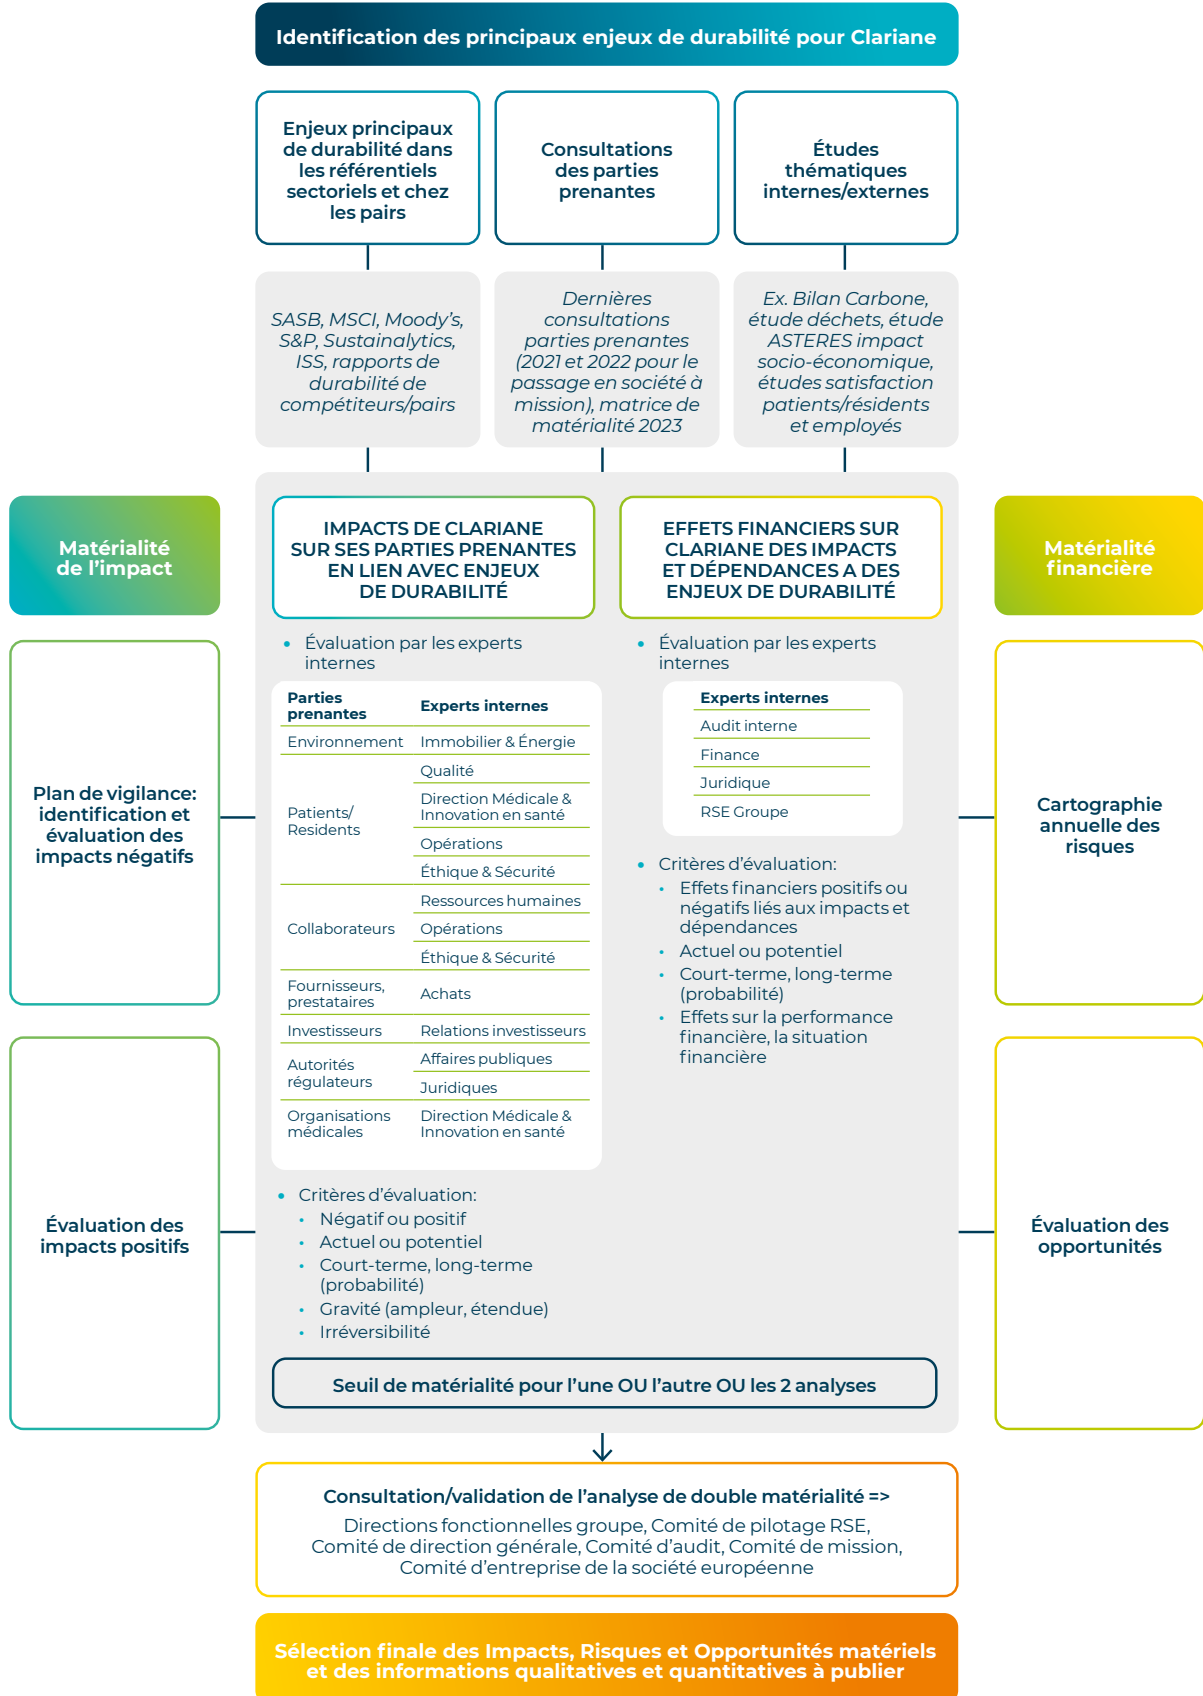 Identification des principaux enjeux de durabilité pour Clariane
Enjeux principaux
de durabilité dans
les référentiels
sectoriels et chez
les pairs
Consultations
des parties
prenantes
Études
thématiques
internes/externes
SASB, MSCI, Moody’s,
S&P, Sustainalytics,
ISS, rapports de
durabilité de
compétiteurs/pairs
Dernières
consultations
parties prenantes
(2021 et 2022 pour le
passage en société à
mission), matrice de
matérialité 2023
Ex. Bilan Carbone,
étude déchets, étude
ASTERES impact
socio-économique,
études satisfaction
patients/résidents
et employés
Matérialité
de l’impact
Plan de vigilance:
identification et
évaluation des
impacts négatifs
Évaluation des
impacts positifs
IMPACTS DE CLARIANE
SUR SES PARTIES PRENANTES
EN LIEN AVEC ENJEUX
DE DURABILITÉ
• Évaluation par les experts
internes
Parties
prenantes
Experts internes
Environnement
Immobilier & Énergie
Patients/
Residents
Qualité
Direction Médicale &
Innovation en santé
Opérations
Éthique & Sécurité
Collaborateurs
Ressources humaines
Opérations
Éthique & Sécurité
Fournisseurs,
prestataires
Achats
Investisseurs
Relations investisseurs
Autorités
régulateurs
Affaires publiques
Juridiques
Organisations
médicales
Direction Médicale &
Innovation en santé
• Critères d’évaluation:
• Négatif ou positif
• Actuel ou potentiel
• Court-terme, long-terme
(probabilité)
• Gravité (ampleur, étendue)
• Irréversibilité
EFFETS FINANCIERS SUR
CLARIANE DES IMPACTS
ET DÉPENDANCES A DES
ENJEUX DE DURABILITÉ
• Évaluation par les experts
internes
Experts internes
Audit interne
Finance
Juridique
RSE Groupe
• Critères d’évaluation:
• Effets financiers positifs ou
négatifs liés aux impacts et
dépendances
• Actuel ou potentiel
• Court-terme, long-terme
(probabilité)
• Effets sur la performance
financière, la situation
financière
Matérialité
financière
Cartographie
annuelle des
risques
Évaluation des
opportunités
Seuil de matérialité pour l’une OU l’autre OU les 2 analyses
Consultation/validation de l’analyse de double matérialité =>
Directions fonctionnelles groupe, Comité de pilotage RSE,
Comité de direction générale, Comité d’audit, Comité de mission,
Comité d’entreprise de la société européenne
Sélection finale des Impacts, Risques et Opportunités matériels
et des informations qualitatives et quantitatives à publier